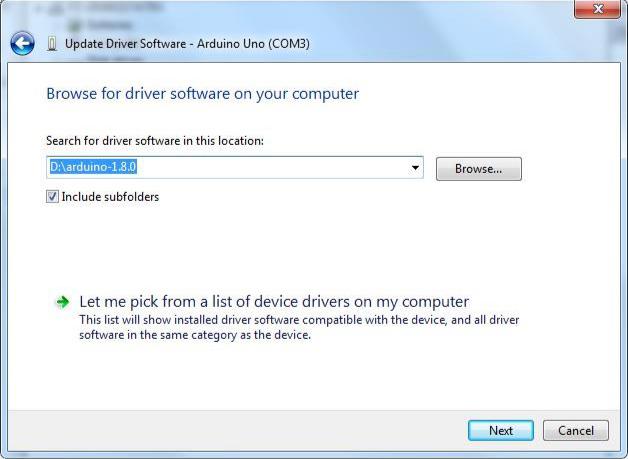 Update Driver Software - Arduino Uno (COM3)
Browse for driver software on your computer
Search for driver software in this location:
D:\arduino-1.8.0
Browse...
Include subfolders
Let me pick from a list of device drivers on my computer
This list will show installed driver software compatible with the device, and all driver
software in the same category as the device.
Next
Cancel